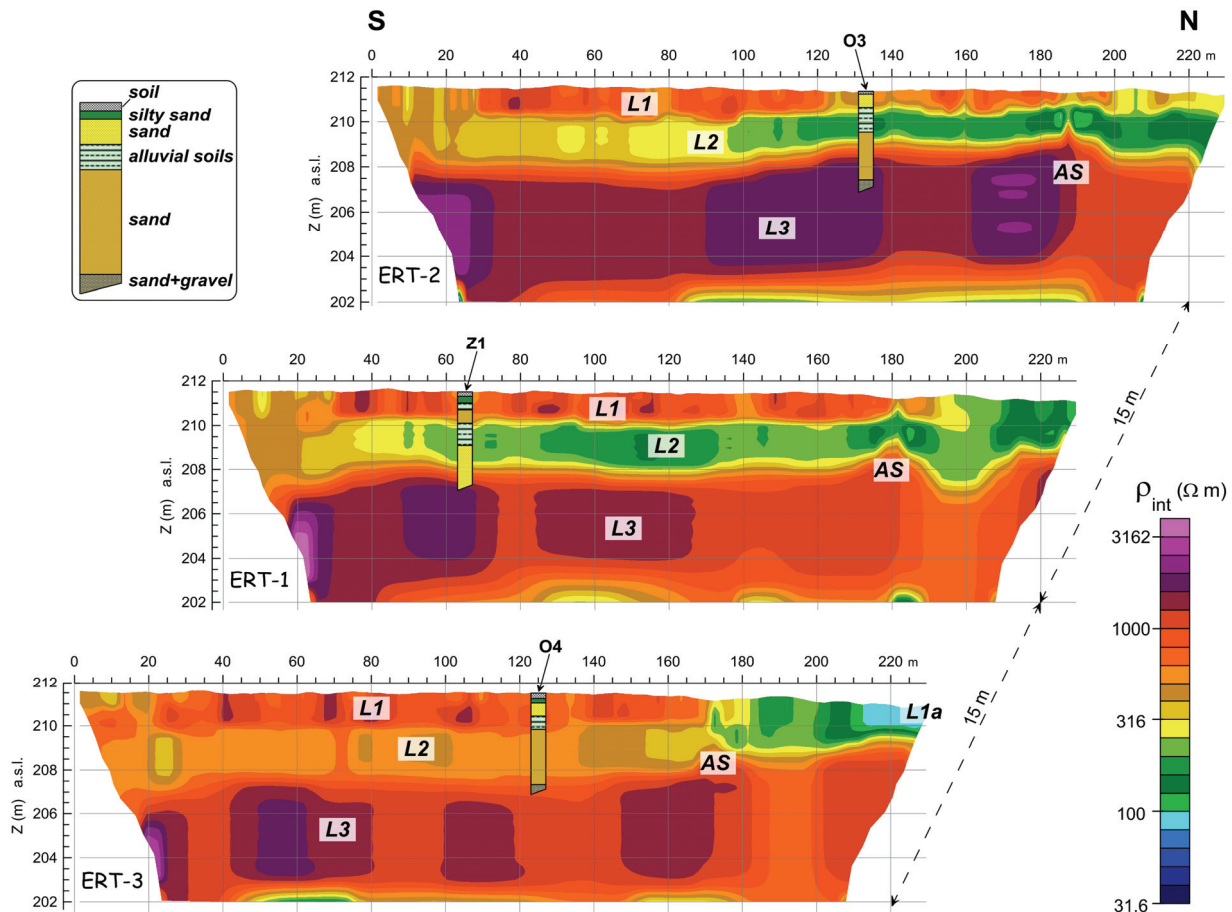 S
N
soil
silty sand
sand
alluvial soils
sand
sand+gravel
0 20 40 60 80 100 120 140 160 180 200 220 m
O3
212
210
208
206
204
202
Z (m) a.s.l.
L1
L2
L3
AS
ERT-2
0 20 40 60 80 100 120 140 160 180 200 220 m
Z1
212
210
208
206
204
202
Z (m) a.s.l.
L1
L2
L3
AS
ERT-1
15 m
0 20 40 60 80 100 120 140 160 180 200 220 m
O4
212
210
208
206
204
202
Z (m) a.s.l.
L1
L1a
L2
L3
AS
ERT-3
15 m
ρint (Ω m)
3162
1000
316
100
31.6